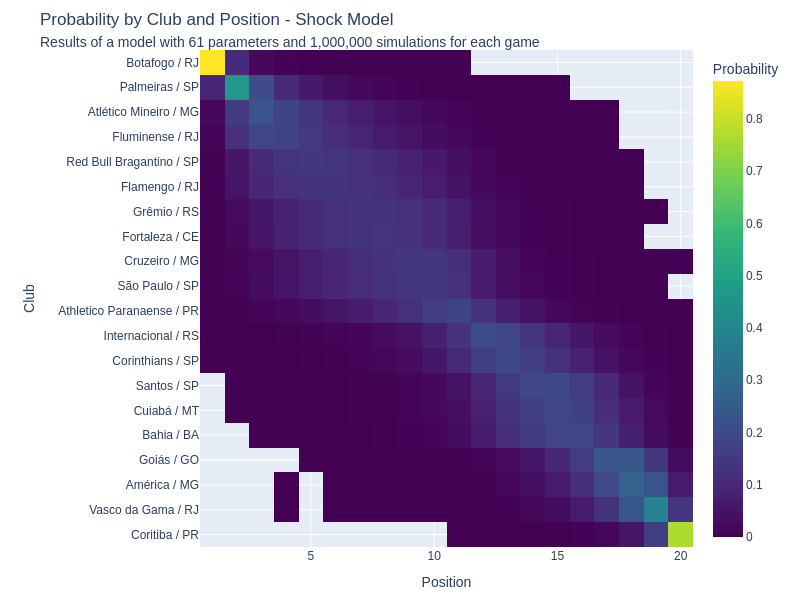 Probability by Club and Position - Shock Model
Results of a model with 61 parameters and 1,000,000 simulations for each game
Probability
Club
Botafogo / RJ
Palmeiras / SP
Atlético Mineiro / MG
Fluminense / RJ
Red Bull Bragantino / SP
Flamengo / RJ
Grêmio / RS
Fortaleza / CE
Cruzeiro / MG
São Paulo / SP
Athletico Paranaense / PR
Internacional / RS
Corinthians / SP
Santos / SP
Cuiabá / MT
Bahia / BA
Goiás / GO
América / MG
Vasco da Gama / RJ
Coritiba / PR
0.8
0.7
0.6
0.5
0.4
0.3
0.2
0.1
0
5 10 15 20
Position